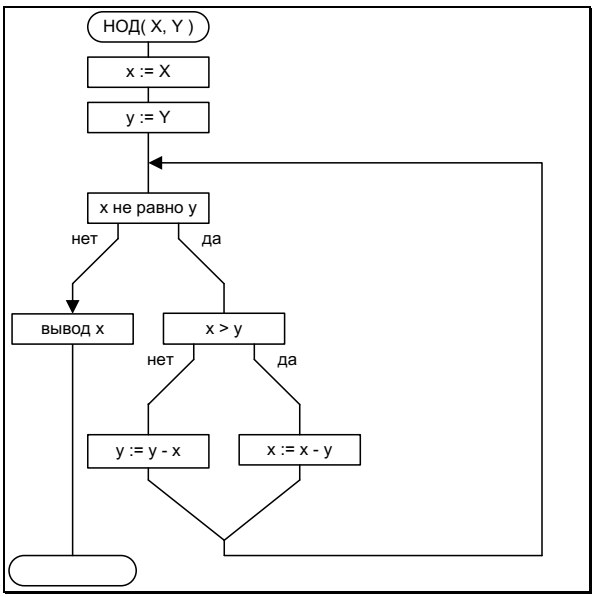 НОД( X, Y )
x := X
y := Y
x не равно y
нет
да
вывод x
x > y
нет
да
y := y - x
x := x - y